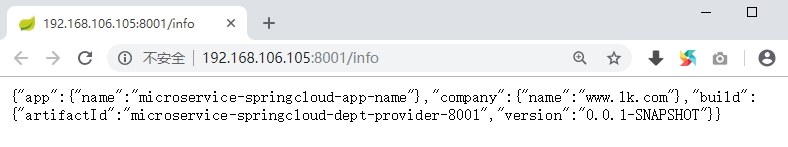 192.168.106.105:8001/info
不安全 192.168.106.105:8001/info
{"app":{"name":"microservice-springcloud-app-name"},"company":{"name":"www.lk.com"},"build":
{"artifactId":"microservice-springcloud-dept-provider-8001","version":"0.0.1-SNAPSHOT"}}